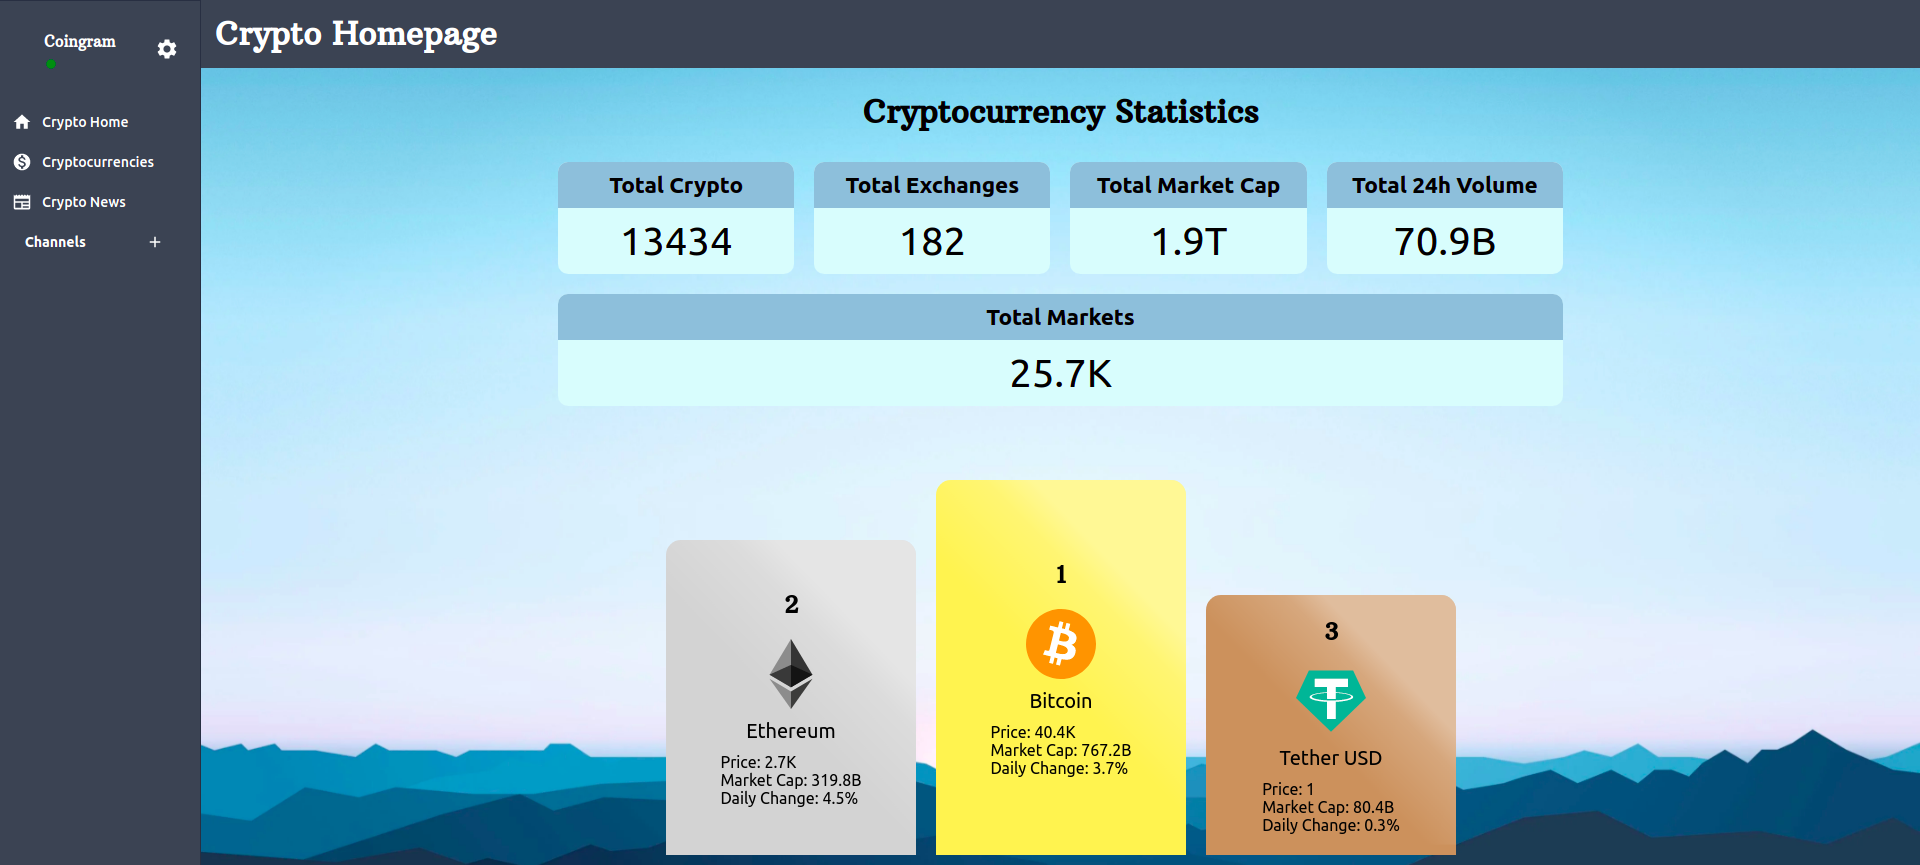 Coingram
Crypto Home
Cryptocurrencies
Crypto News
Channels
Crypto Homepage
Cryptocurrency Statistics
Total Crypto
13434
Total Exchanges
182
Total Market Cap
1.9T
Total 24h Volume
70.9B
Total Markets
25.7K
2
Ethereum
Price: 2.7K
Market Cap: 319.8B
Daily Change: 4.5%
1
Bitcoin
Price: 40.4K
Market Cap: 767.2B
Daily Change: 3.7%
3
Tether USD
Price: 1
Market Cap: 80.4B
Daily Change: 0.3%